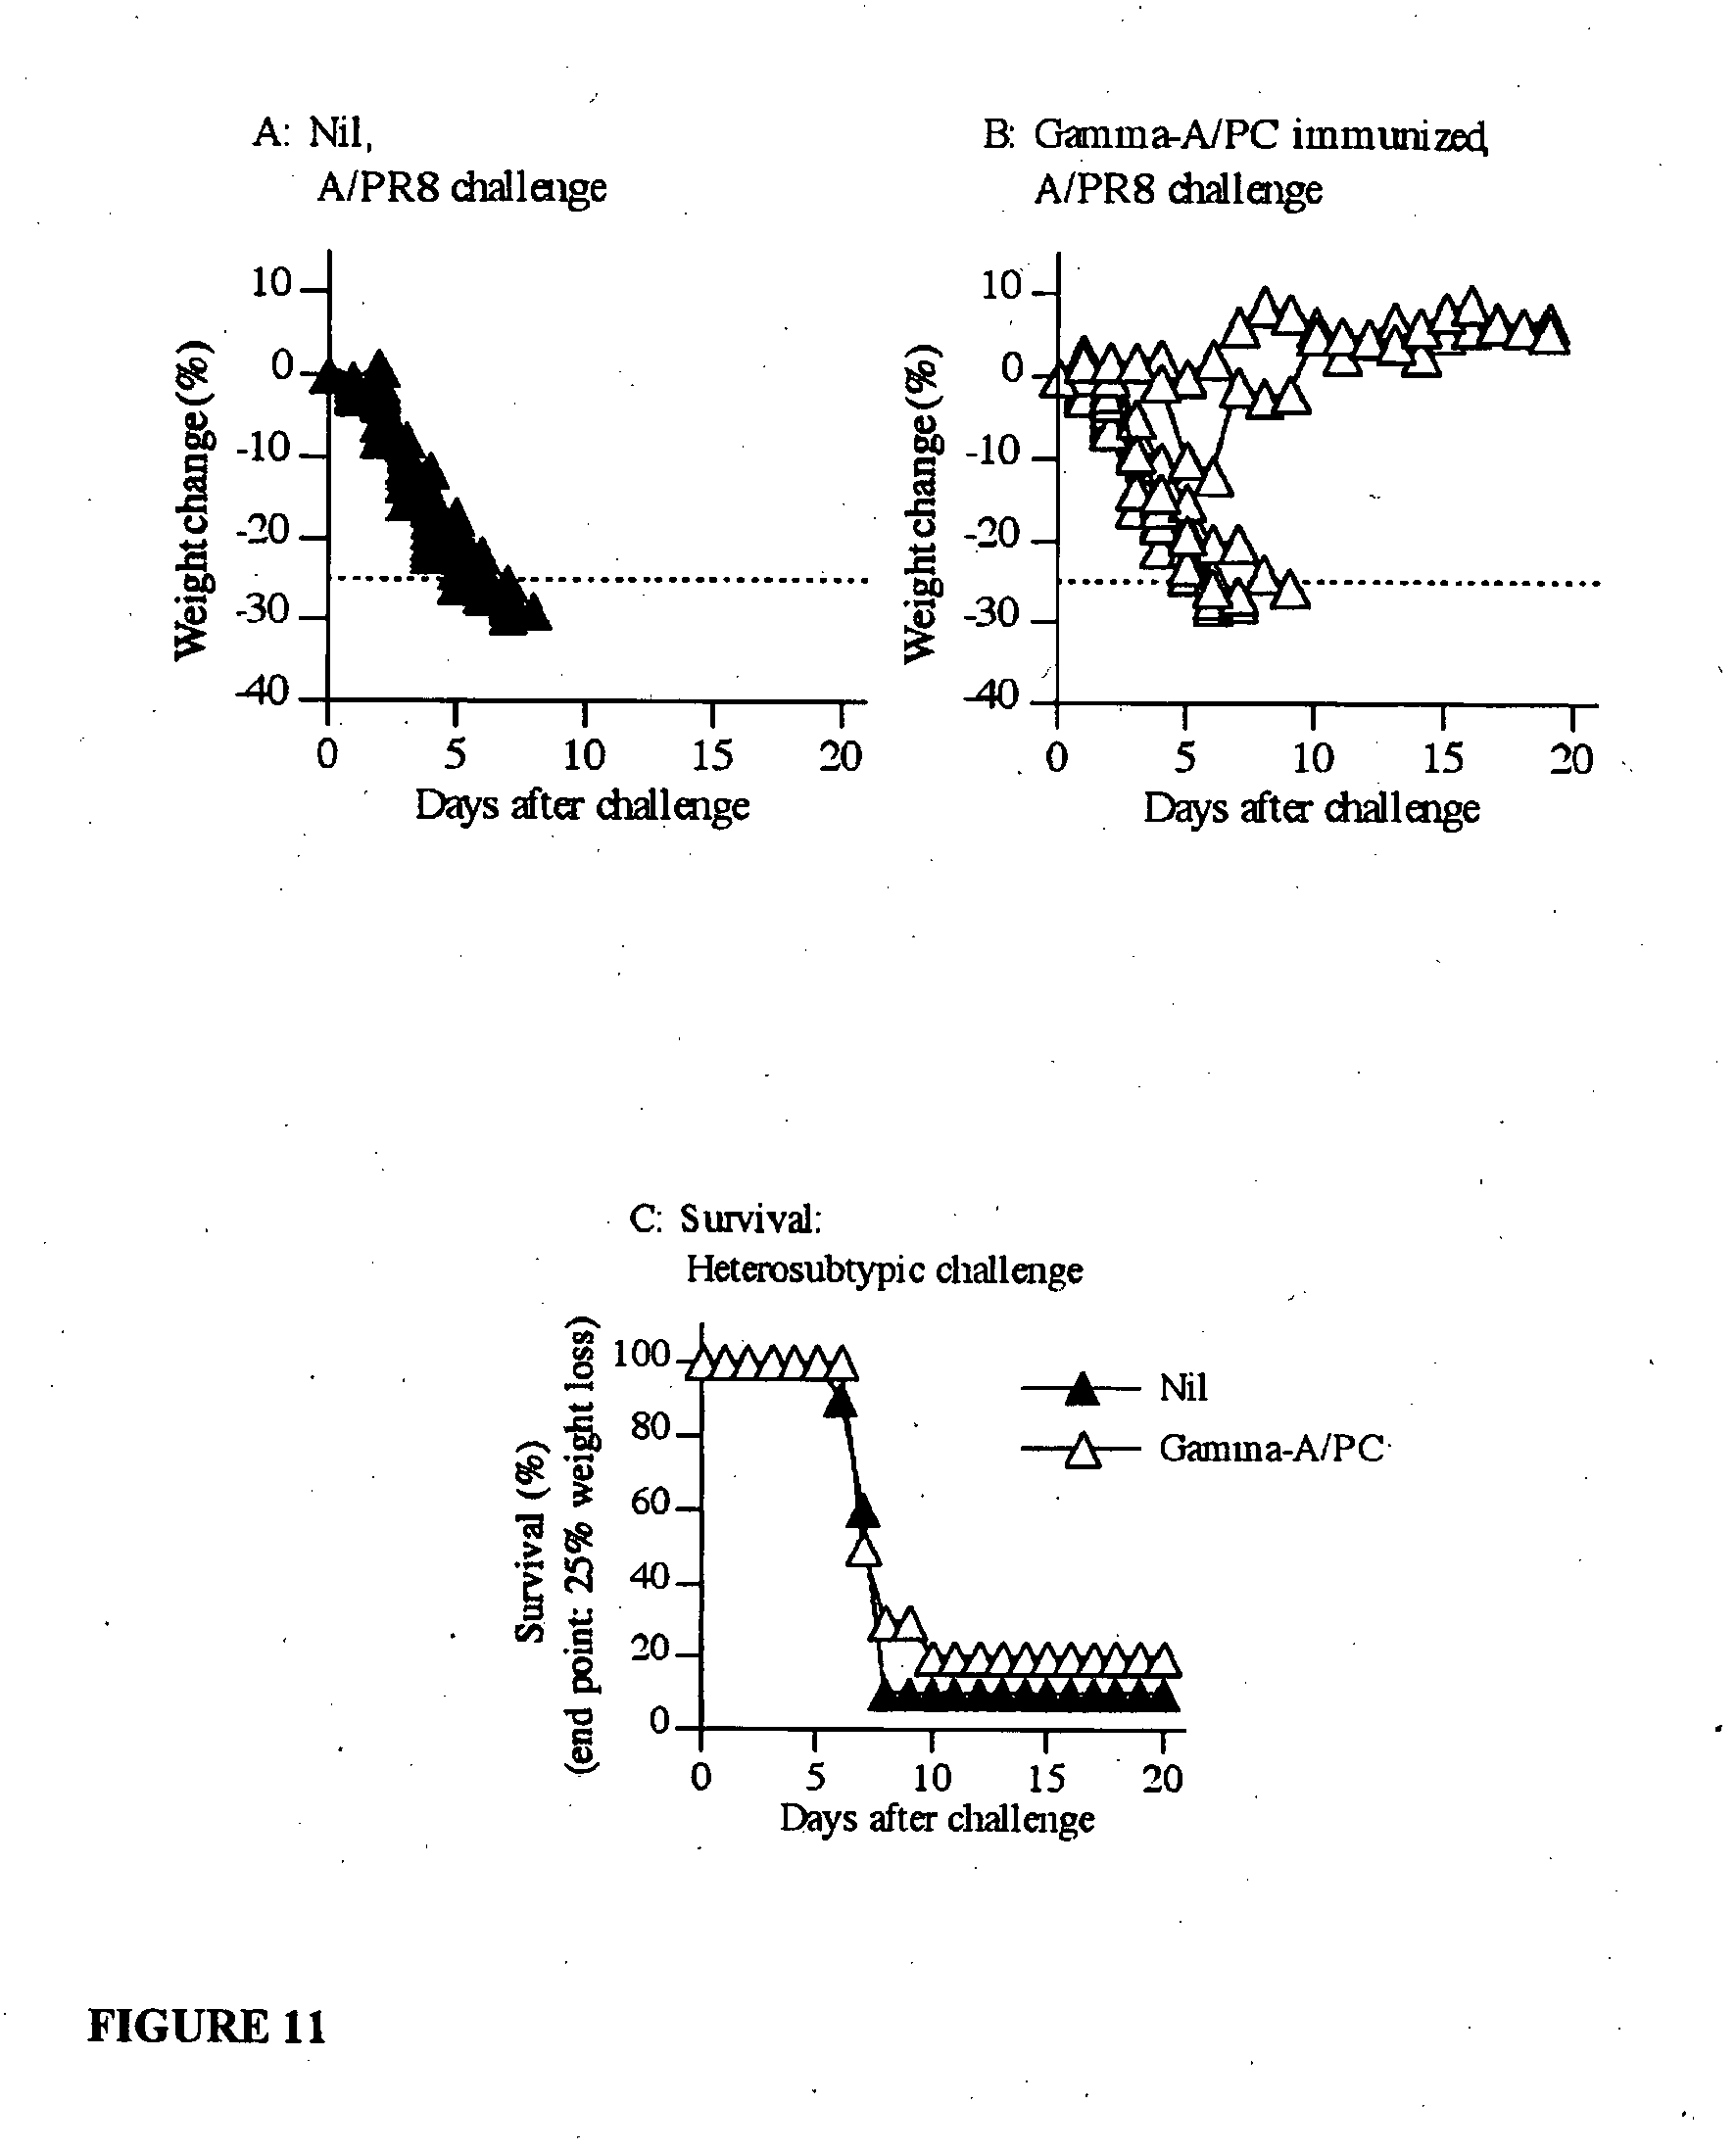 A: Nil,
A/PR8 challenge
10
0
-10
-20
-30
-40
Weight change (%)
0 5 10 15 20
Days after challenge
B: Gamma-A/PC immunized,
A/PR8 challenge
10
0
-10
-20
-30
-40
Weight change (%)
0 5 10 15 20
Days after challenge
C: Survival:
Heterosubtypic challenge
100
80
60
40
20
0
Survival (%)
(end point: 25% weight loss)
Nil
Gamma-A/PC
0 5 10 15 20
Days after challenge
FIGURE 11